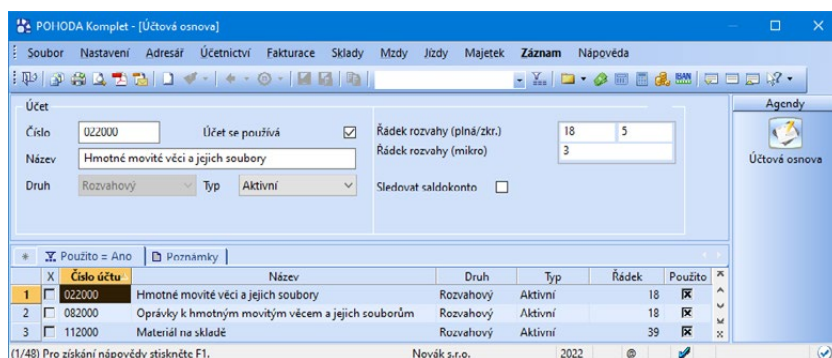 POHODA Komplet - [Účtová osnova]
Soubor Nastavení Adresář Účetnictví Fakturace Sklady Mzdy Jízdy Majetek Záznam Nápověda
Účet
Číslo 022000 Účet se používá
Název Hmotné movité věci a jejich soubory
Druh Rozvahový Typ Aktivní
Řádek rozvahy (plná/zkr.) 18 5
Řádek rozvahy (mikro) 3
Sledovat saldokonto
Agendy
Účtová osnova
* Použito = Ano Poznámky
X Číslo účtu Název Druh Typ Řádek Použito
1 022000 Hmotné movité věci a jejich soubory Rozvahový Aktivní 18
2 082000 Oprávky k hmotným movitým věcem a jejich souborům Rozvahový Aktivní 18
3 112000 Materiál na skladě Rozvahový Aktivní 39
(1/48) Pro získání nápovědy stiskněte F1. Novák s.r.o. 2022 @